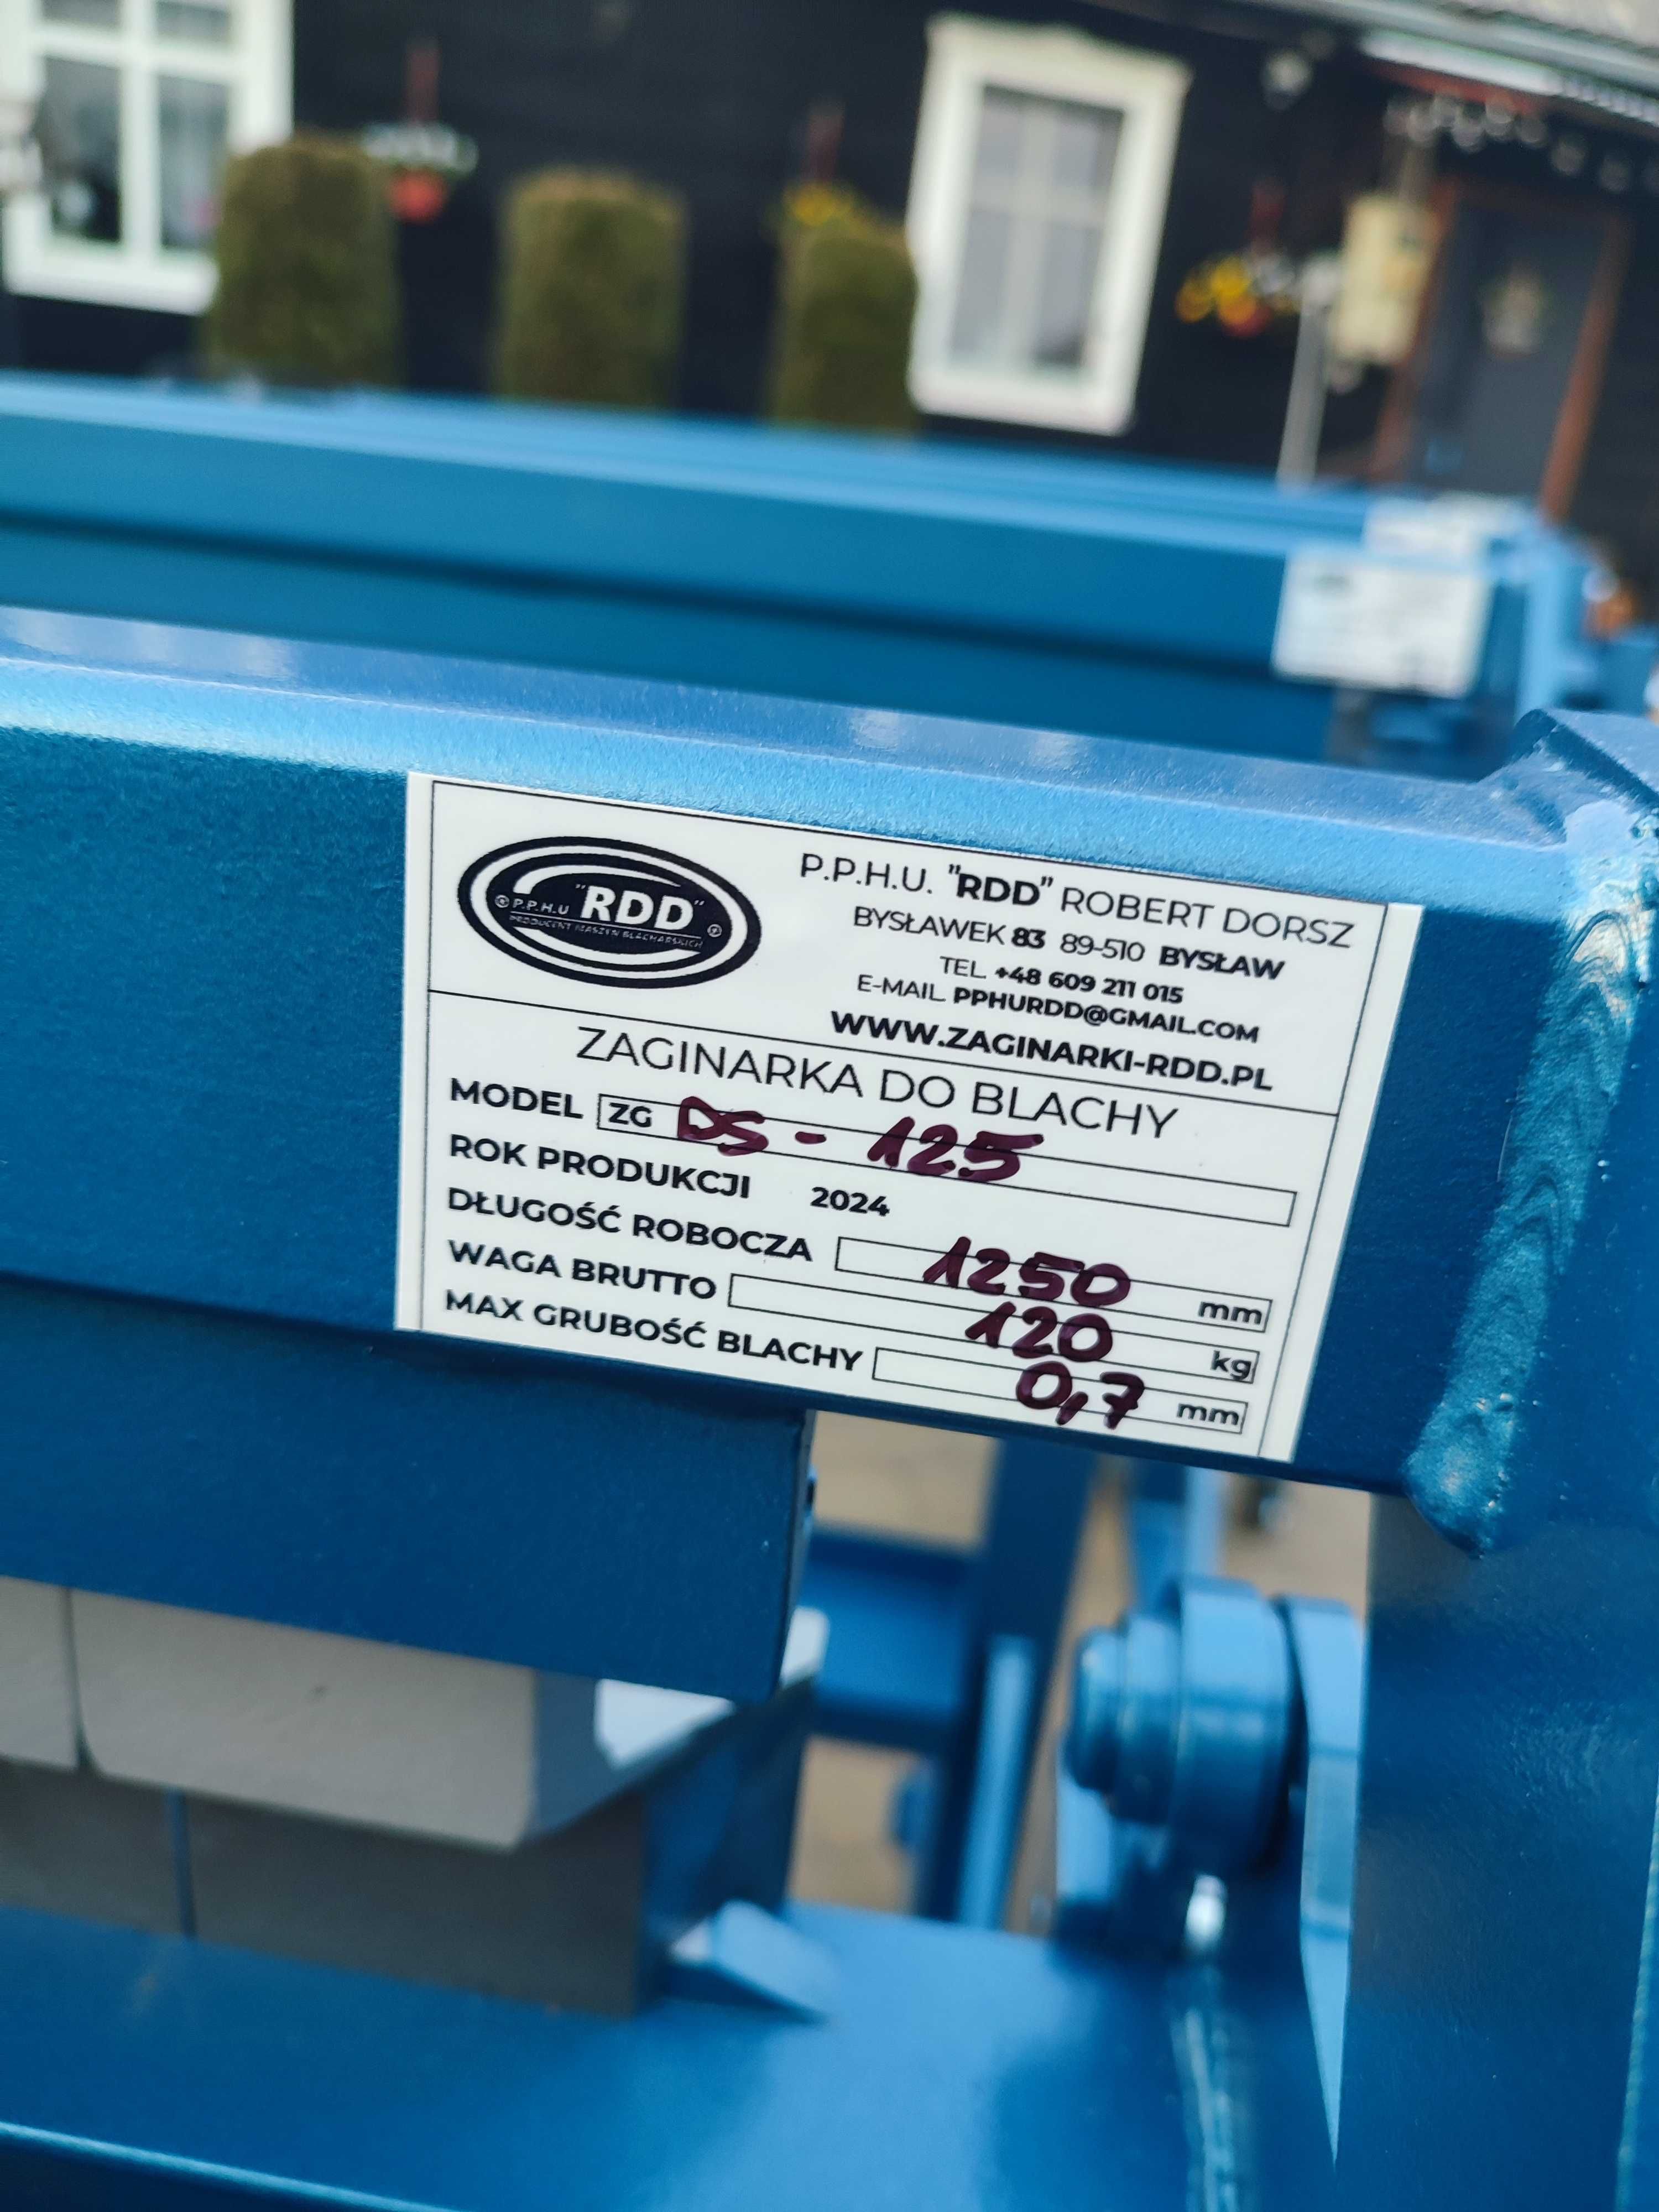 P.P.H.U "RDD"
PRODUCENT MASZYN BLACHARSKICH
P.P.H.U. "RDD" ROBERT DORSZ
BYSŁAWEK 83 89-510 BYSŁAW
TEL. +48 609 211 015
E-MAIL. PPHURDD@GMAIL.COM
WWW.ZAGINARKI-RDD.PL
ZAGINARKA DO BLACHY
MODEL ZG DS - 125
ROK PRODUKCJI 2024
DŁUGOŚĆ ROBOCZA 1250 mm
WAGA BRUTTO 120 kg
MAX GRUBOŚĆ BLACHY 0,7 mm